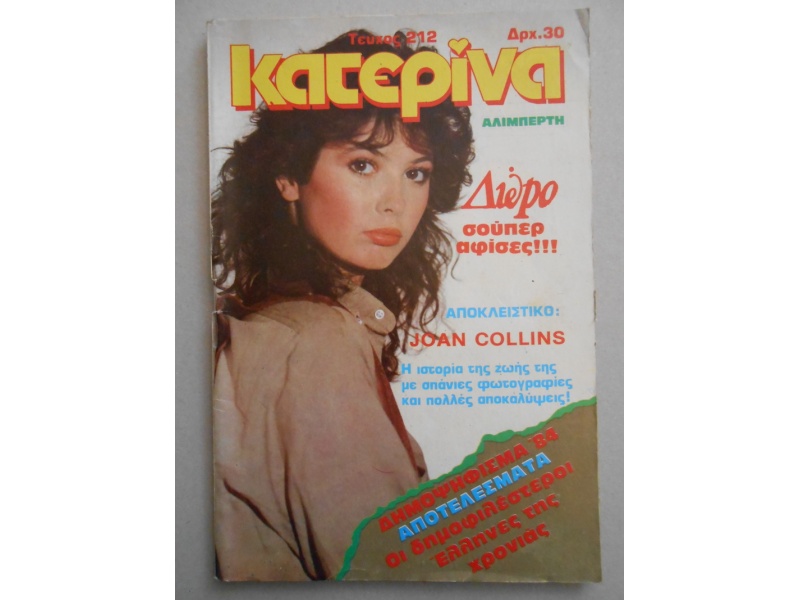 Τευχος 212 Δρχ.30
κατερίνα
ΑΛΙΜΠΕΡΤΗ
Δώρο
σούπερ
αφίσες!!!
ΑΠΟΚΛΕΙΣΤΙΚΟ:
JOAN COLLINS
Η ιστορία της ζωής της
με σπάνιες φωτογραφίες
και πολλές αποκαλύψεις!
ΔΗΜΟΨΗΦΙΣΜΑ '84
ΑΠΟΤΕΛΕΣΜΑΤΑ
Οι δημοφιλέστεροι
Έλληνες της
χρονιάς